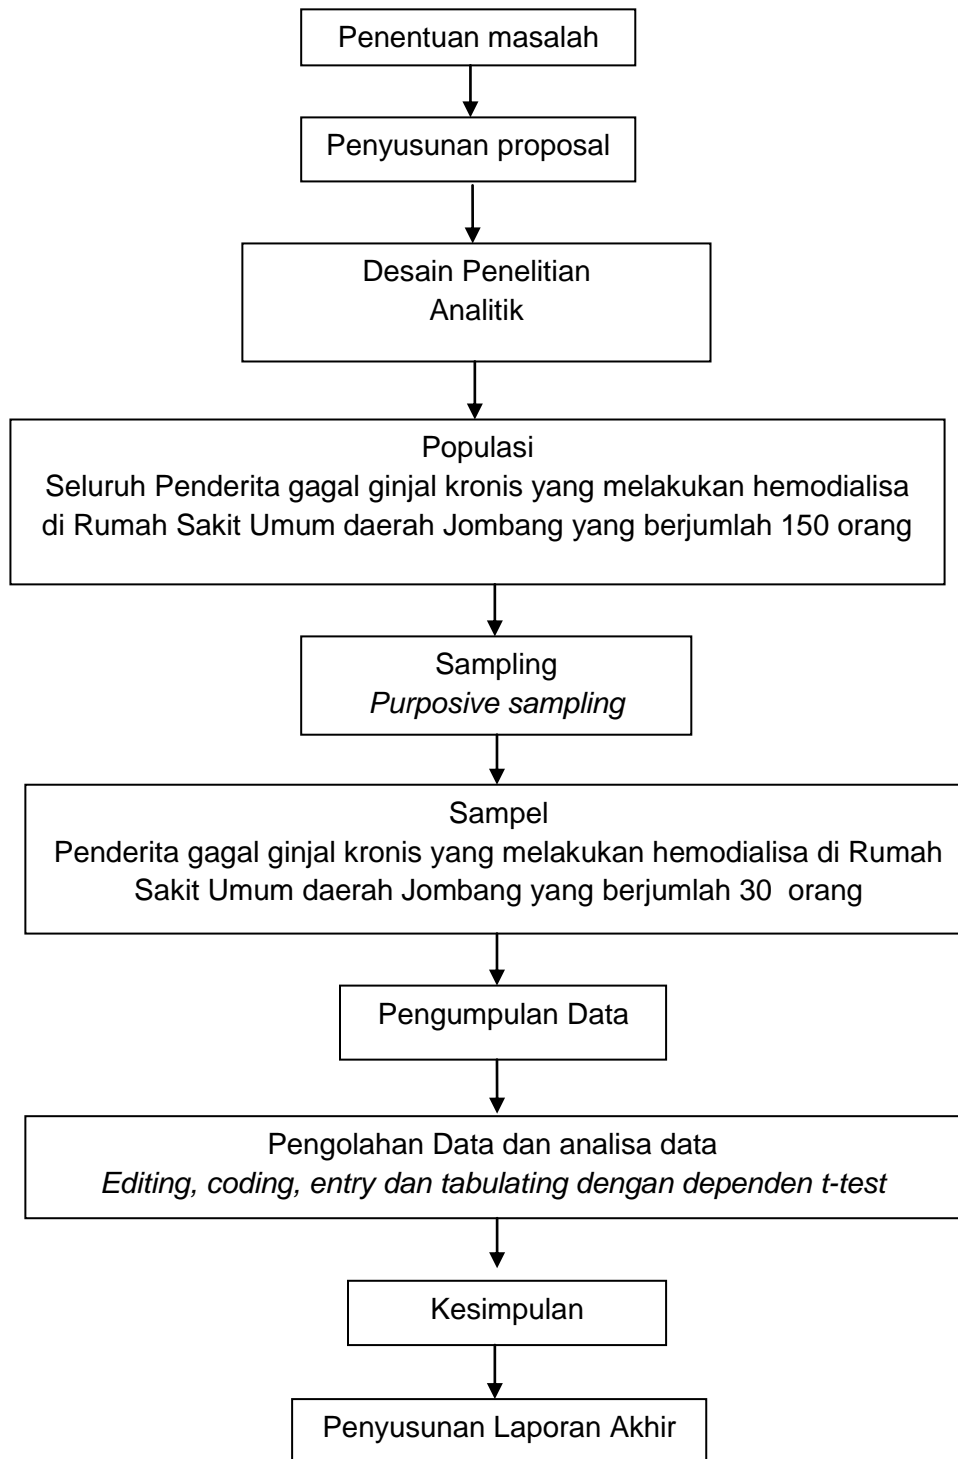 Penentuan masalah
Penyusunan proposal
Desain Penelitian
Analitik
Populasi
Seluruh Penderita gagal ginjal kronis yang melakukan hemodialisa
di Rumah Sakit Umum daerah Jombang yang berjumlah 150 orang
Sampling
Purposive sampling
Sampel
Penderita gagal ginjal kronis yang melakukan hemodialisa di Rumah
Sakit Umum daerah Jombang yang berjumlah 30  orang
Pengumpulan Data
Pengolahan Data dan analisa data
Editing, coding, entry dan tabulating dengan dependen t-test
Kesimpulan
Penyusunan Laporan Akhir